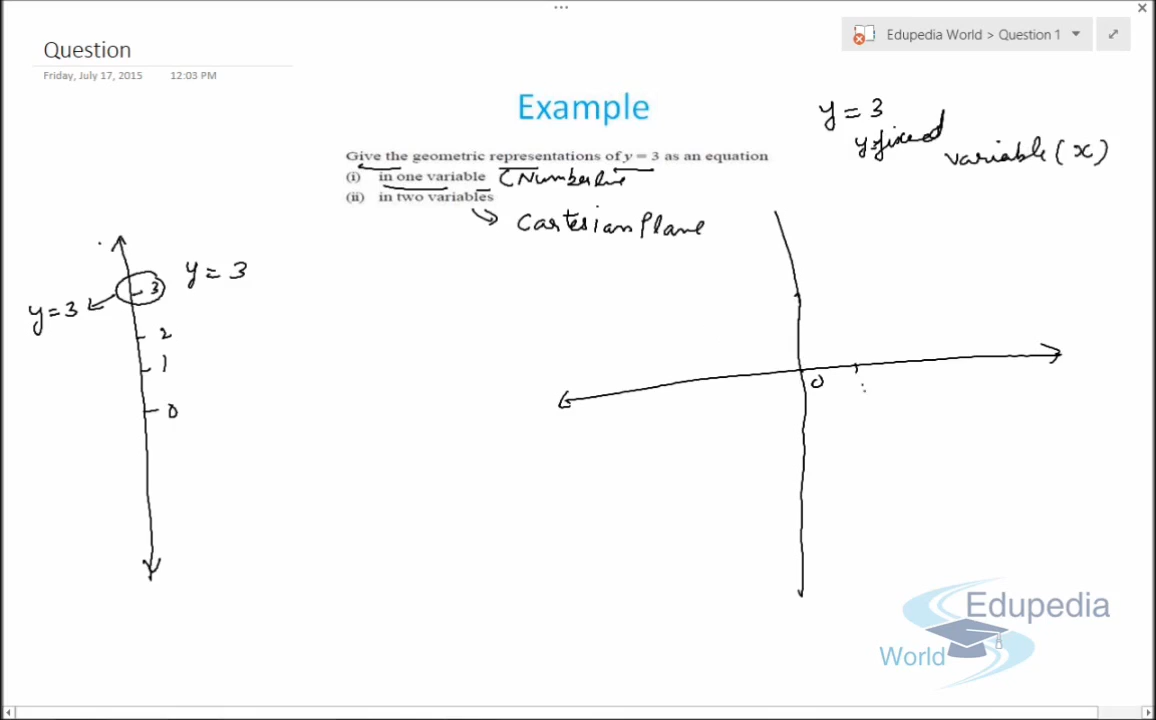 Edupedia World > Question 1
Question
Friday, July 17, 2015 12:03 PM
Example
Give the geometric representations of y = 3 as an equation
(i) in one variable (Numberline
(ii) in two variables
Cartesian Plane
y = 3
y fixed
variable (x)
y = 3
y = 3
3
2
1
0
0
Edupedia
World